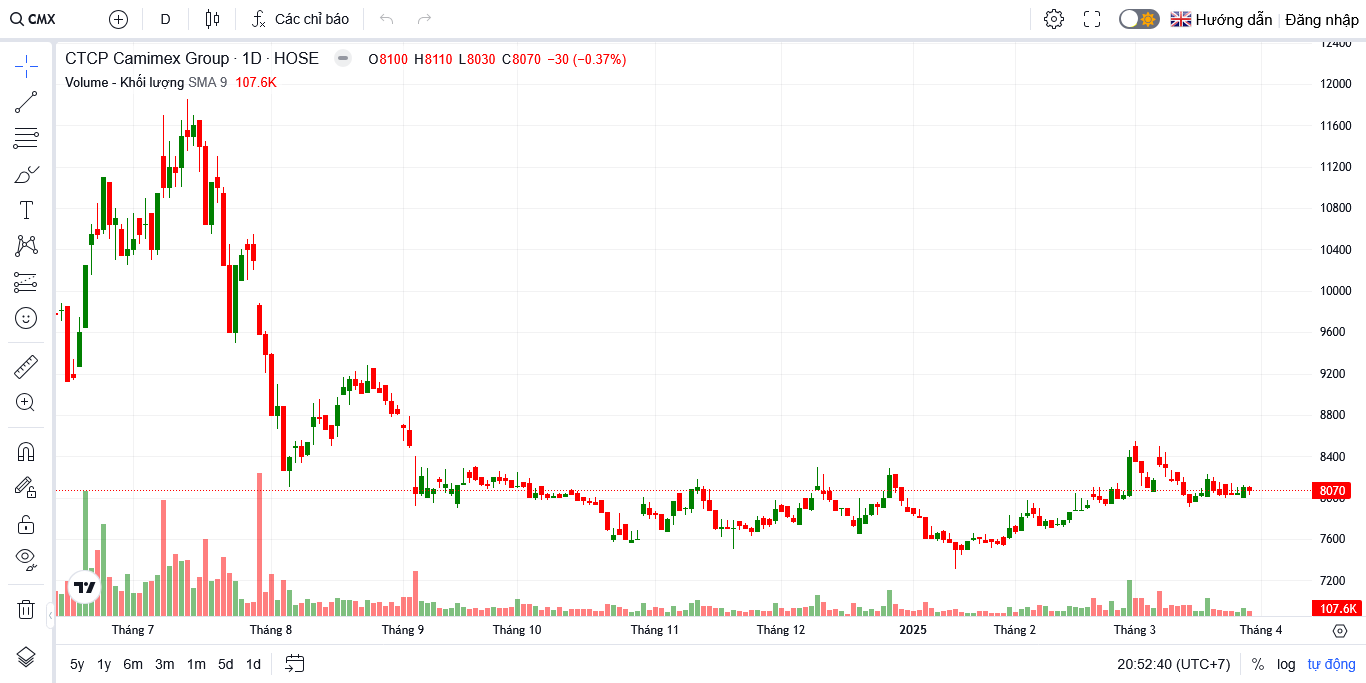 CMX D Các chỉ báo Hướng dẫn Đăng nhập
CTCP Camimex Group · 1D · HOSE O8100 H8110 L8030 C8070 −30 (−0.37%)
Volume - Khối lượng SMA 9 107.6K
12400
12000
11600
11200
10800
10400
10000
9600
9200
8800
8400
8070
8000
7600
7200
107.6K
Tháng 7 Tháng 8 Tháng 9 Tháng 10 Tháng 11 Tháng 12 2025 Tháng 2 Tháng 3 Tháng 4
5y 1y 6m 3m 1m 5d 1d 20:52:40 (UTC+7) % log tự động